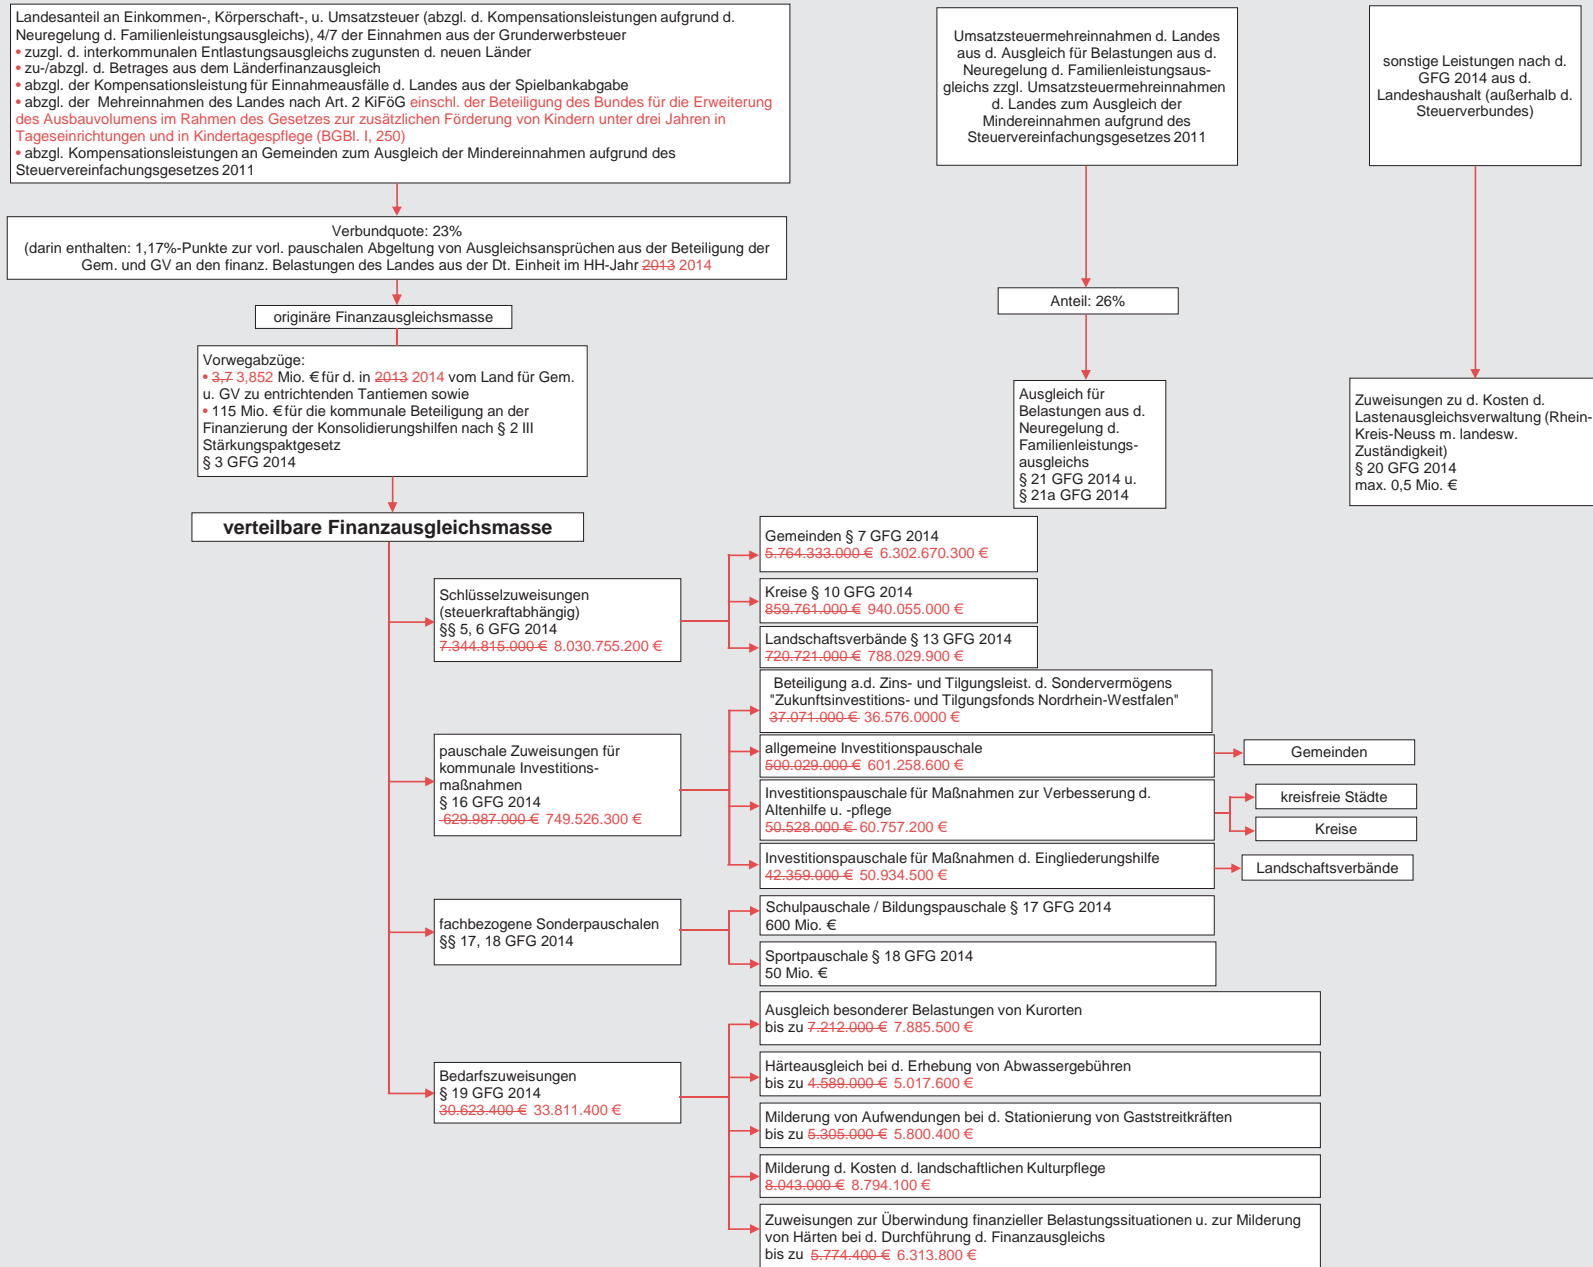 Landesanteil an Einkommen-, Körperschaft-, u. Umsatzsteuer (abzgl. d. Kompensationsleistungen aufgrund d.
Neuregelung d. Familienleistungsausgleichs), 4/7 der Einnahmen aus der Grunderwerbsteuer
• zuzgl. d. interkommunalen Entlastungsausgleichs zugunsten d. neuen Länder
• zu-/abzgl. d. Betrages aus dem Länderfinanzausgleich
• abzgl. der Kompensationsleistung für Einnahmeausfälle d. Landes aus der Spielbankabgabe
• abzgl. der Mehreinnahmen des Landes nach Art. 2 KiFöG einschl. der Beteiligung des Bundes für die Erweiterung
des Ausbauvolumens im Rahmen des Gesetzes zur zusätzlichen Förderung von Kindern unter drei Jahren in
Tageseinrichtungen und in Kindertagespflege (BGBl. I, 250)
• abzgl. Kompensationsleistungen an Gemeinden zum Ausgleich der Mindereinnahmen aufgrund des
Steuervereinfachungsgesetzes 2011
Umsatzsteuermehreinnahmen d. Landes
aus d. Ausgleich für Belastungen aus d.
Neuregelung d. Familienleistungsaus-
gleichs zzgl. Umsatzsteuermehreinnahmen
d. Landes zum Ausgleich der
Mindereinnahmen aufgrund des
Steuervereinfachungsgesetzes 2011
sonstige Leistungen nach d.
GFG 2014 aus d.
Landeshaushalt (außerhalb d.
Steuerverbundes)
Verbundquote: 23%
(darin enthalten: 1,17%-Punkte zur vorl. pauschalen Abgeltung von Ausgleichsansprüchen aus der Beteiligung der
Gem. und GV an den finanz. Belastungen des Landes aus der Dt. Einheit im HH-Jahr 2013 2014
originäre Finanzausgleichsmasse
Anteil: 26%
Vorwegabzüge:
• 3,7 3,852 Mio. € für d. in 2013 2014 vom Land für Gem.
u. GV zu entrichtenden Tantiemen sowie
• 115 Mio. € für die kommunale Beteiligung an der
Finanzierung der Konsolidierungshilfen nach § 2 III
Stärkungspaktgesetz
§ 3 GFG 2014
Ausgleich für
Belastungen aus d.
Neuregelung d.
Familienleistungs-
ausgleichs
§ 21 GFG 2014 u.
§ 21a GFG 2014
Zuweisungen zu d. Kosten d.
Lastenausgleichsverwaltung (Rhein-
Kreis-Neuss m. landesw.
Zuständigkeit)
§ 20 GFG 2014
max. 0,5 Mio. €
verteilbare Finanzausgleichsmasse
Schlüsselzuweisungen
(steuerkraftabhängig)
§§ 5, 6 GFG 2014
7.344.815.000 € 8.030.755.200 €
Gemeinden § 7 GFG 2014
5.764.333.000 € 6.302.670.300 €
Kreise § 10 GFG 2014
859.761.000 € 940.055.000 €
Landschaftsverbände § 13 GFG 2014
720.721.000 € 788.029.900 €
pauschale Zuweisungen für
kommunale Investitions-
maßnahmen
§ 16 GFG 2014
629.987.000 € 749.526.300 €
Beteiligung a.d. Zins- und Tilgungsleist. d. Sondervermögens
"Zukunftsinvestitions- und Tilgungsfonds Nordrhein-Westfalen"
37.071.000 € 36.576.0000 €
allgemeine Investitionspauschale
500.029.000 € 601.258.600 €
Gemeinden
Investitionspauschale für Maßnahmen zur Verbesserung d.
Altenhilfe u. -pflege
50.528.000 € 60.757.200 €
kreisfreie Städte
Kreise
Investitionspauschale für Maßnahmen d. Eingliederungshilfe
42.359.000 € 50.934.500 €
Landschaftsverbände
fachbezogene Sonderpauschalen
§§ 17, 18 GFG 2014
Schulpauschale / Bildungspauschale § 17 GFG 2014
600 Mio. €
Sportpauschale § 18 GFG 2014
50 Mio. €
Bedarfszuweisungen
§ 19 GFG 2014
30.623.400 € 33.811.400 €
Ausgleich besonderer Belastungen von Kurorten
bis zu 7.212.000 € 7.885.500 €
Härteausgleich bei d. Erhebung von Abwassergebühren
bis zu 4.589.000 € 5.017.600 €
Milderung von Aufwendungen bei d. Stationierung von Gaststreitkräften
bis zu 5.305.000 € 5.800.400 €
Milderung d. Kosten d. landschaftlichen Kulturpflege
8.043.000 € 8.794.100 €
Zuweisungen zur Überwindung finanzieller Belastungssituationen u. zur Milderung
von Härten bei d. Durchführung d. Finanzausgleichs
bis zu 5.774.400 € 6.313.800 €